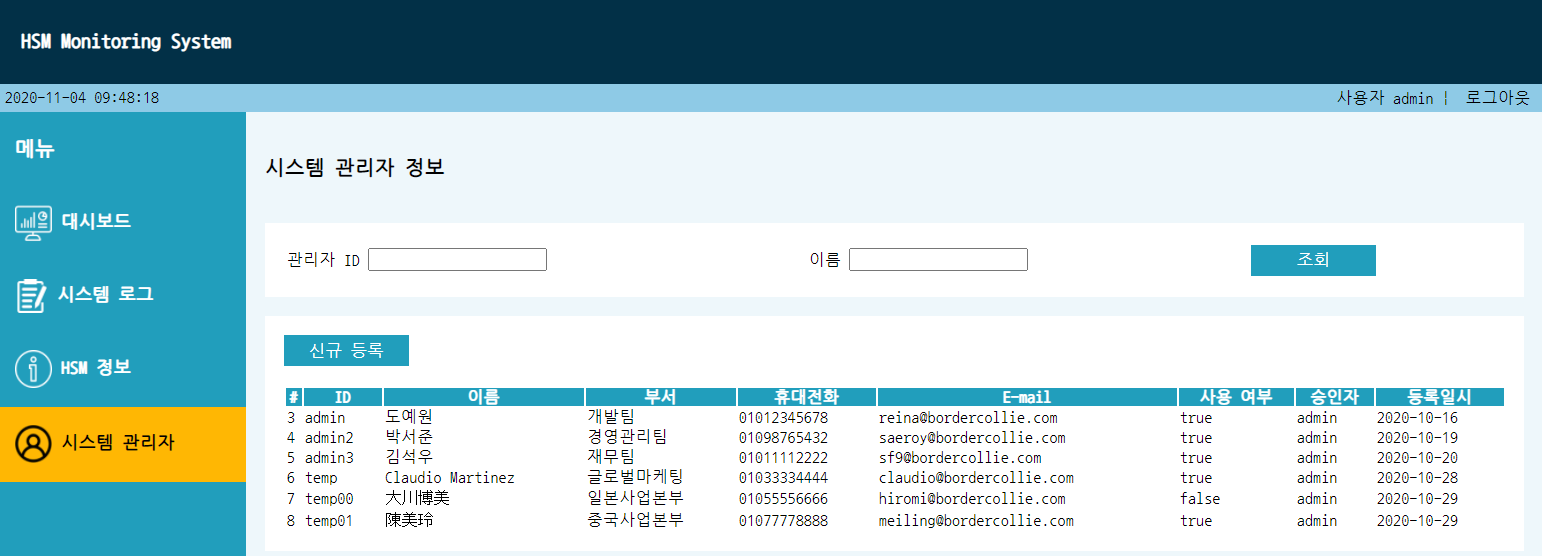 HSM Monitoring System
2020-11-04 09:48:18 사용자 admin | 로그아웃
메뉴
대시보드
시스템 로그
HSM 정보
시스템 관리자
시스템 관리자 정보
관리자 ID 이름 조회
신규 등록
# ID 이름 부서 휴대전화 E-mail 사용 여부 승인자 등록일시
3 admin 도예원 개발팀 01012345678 reina@bordercollie.com true admin 2020-10-16
4 admin2 박서준 경영관리팀 01098765432 saeroy@bordercollie.com true admin 2020-10-19
5 admin3 김석우 재무팀 01011112222 sf9@bordercollie.com true admin 2020-10-20
6 temp Claudio Martinez 글로벌마케팅 01033334444 claudio@bordercollie.com true admin 2020-10-28
7 temp00 大川博美 일본사업본부 01055556666 hiromi@bordercollie.com false admin 2020-10-29
8 temp01 陳美玲 중국사업본부 01077778888 meiling@bordercollie.com true admin 2020-10-29